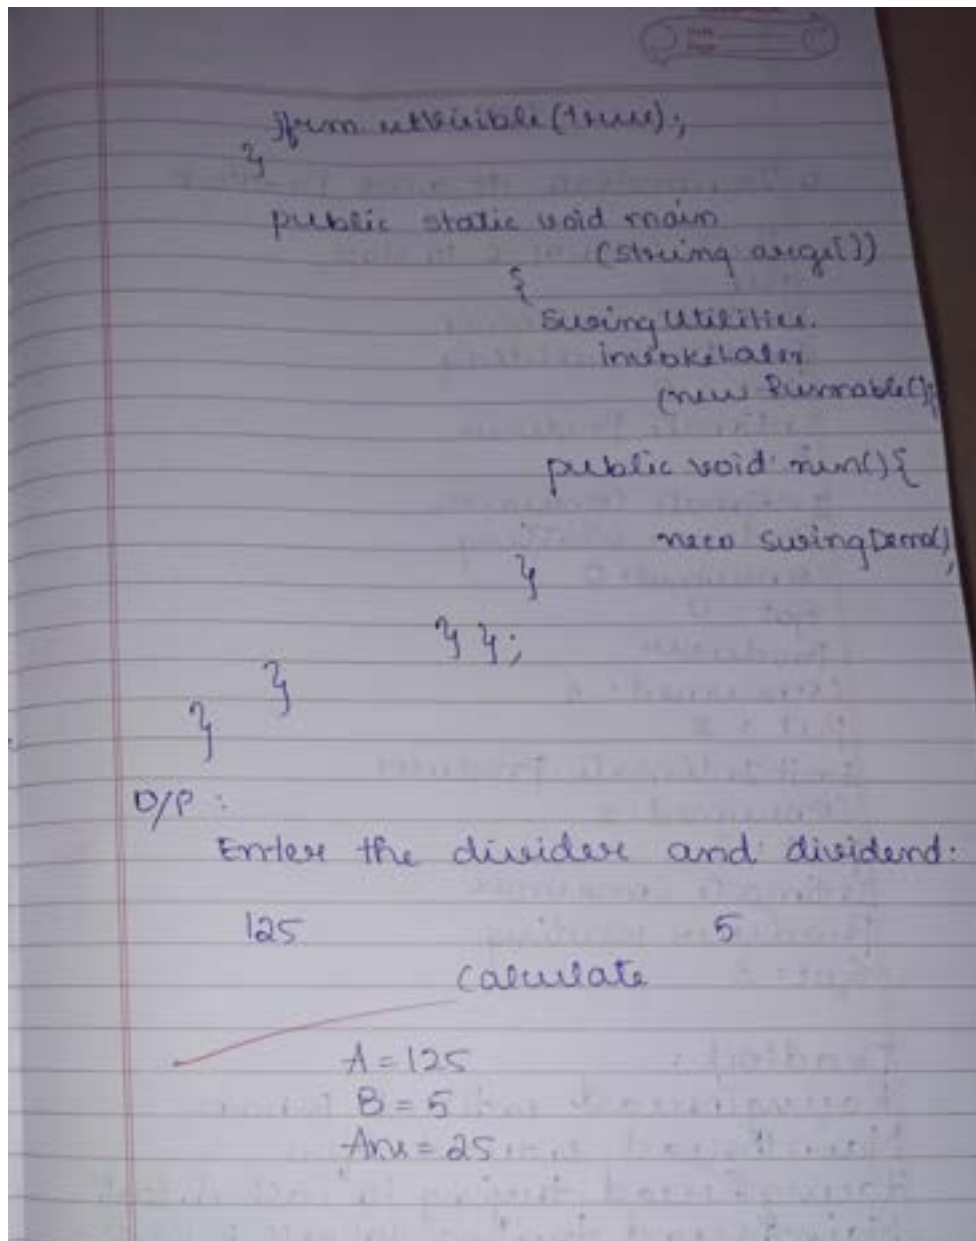 jfrm.setVisible(true);
}
public static void main
(string args[])
{
SwingUtilities.
invokeLater
(new Runnable(){
public void run(){
new SwingDemo();
}
} };
}
}
O/P :
Enter the divider and dividend:
125 5
Calculate
A = 125
B = 5
Ans = 25